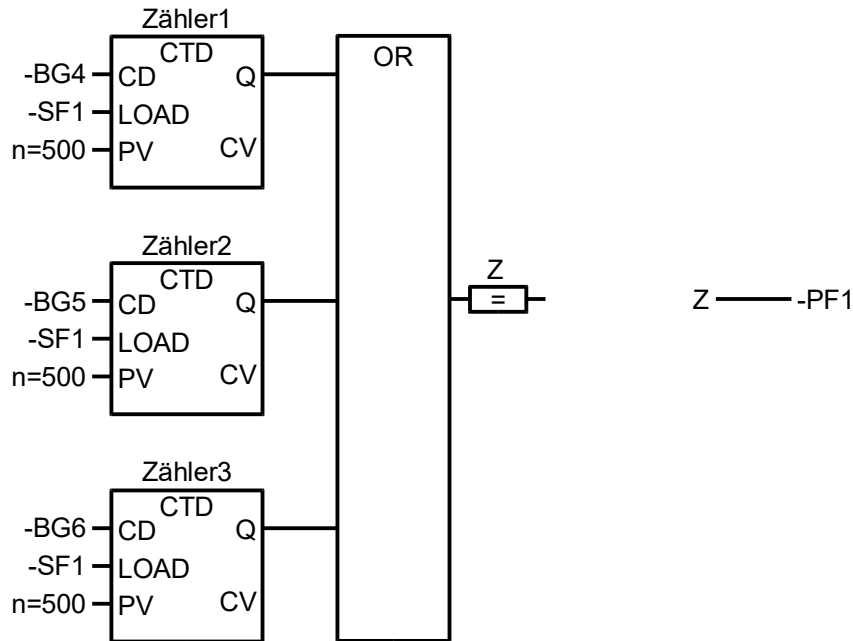 Zähler1
CTD
OR
-BG4 CD Q
-SF1 LOAD
n=500 PV CV
Zähler2
CTD
-BG5 CD Q
-SF1 LOAD
n=500 PV CV
Z
=
Z -PF1
Zähler3
CTD
-BG6 CD Q
-SF1 LOAD
n=500 PV CV